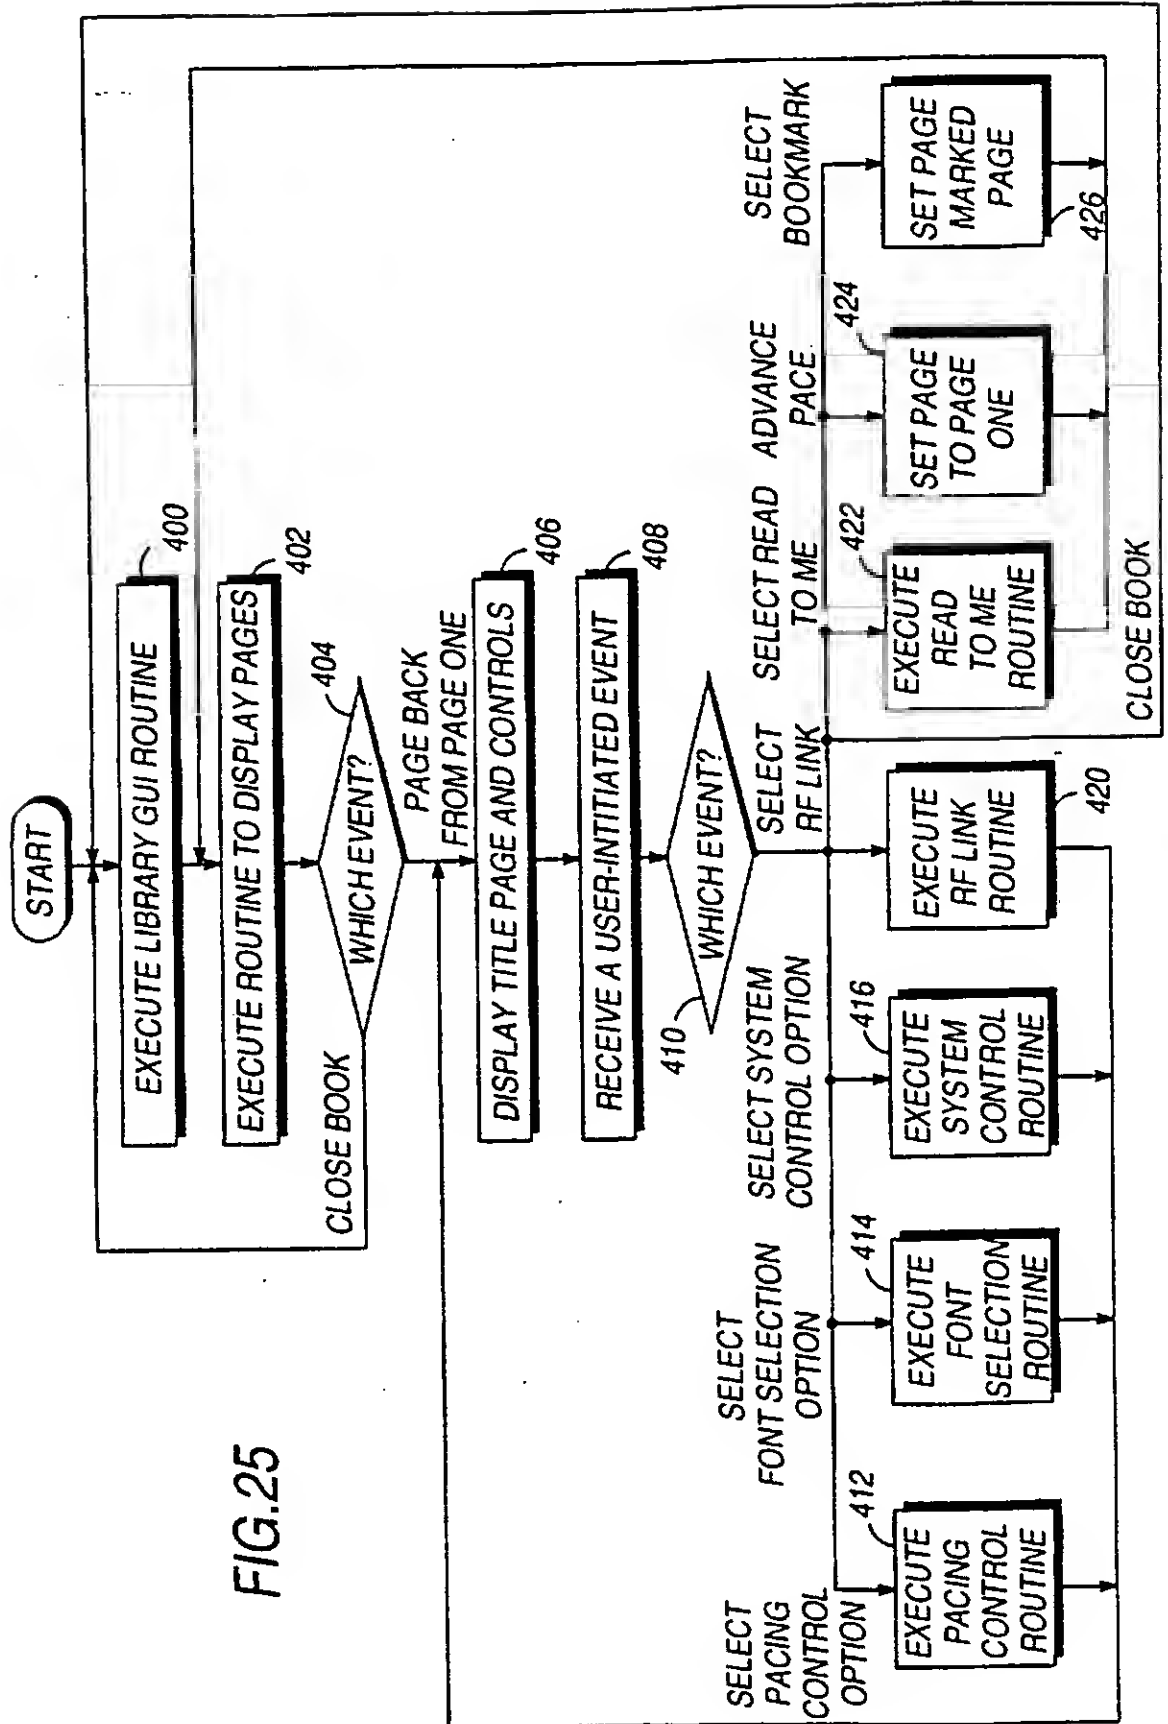 START
EXECUTE LIBRARY GUI ROUTINE
400
EXECUTE ROUTINE TO DISPLAY PAGES
402
WHICH EVENT?
404
CLOSE BOOK
PAGE BACK
FROM PAGE ONE
DISPLAY TITLE PAGE AND CONTROLS
406
RECEIVE A USER-INITIATED EVENT
408
WHICH EVENT?
410
SELECT
PACING
CONTROL
OPTION
SELECT
FONT SELECTION
OPTION
SELECT SYSTEM
CONTROL OPTION
SELECT
RF LINK
SELECT READ
TO ME
ADVANCE
PACE
SELECT
BOOKMARK
412
EXECUTE
PACING
CONTROL
ROUTINE
414
EXECUTE
FONT
SELECTION
ROUTINE
416
EXECUTE
SYSTEM
CONTROL
ROUTINE
EXECUTE
RF LINK
ROUTINE
420
422
EXECUTE
READ
TO ME
ROUTINE
424
SET PAGE
TO PAGE
ONE
SET PAGE
MARKED
PAGE
426
CLOSE BOOK
FIG.25